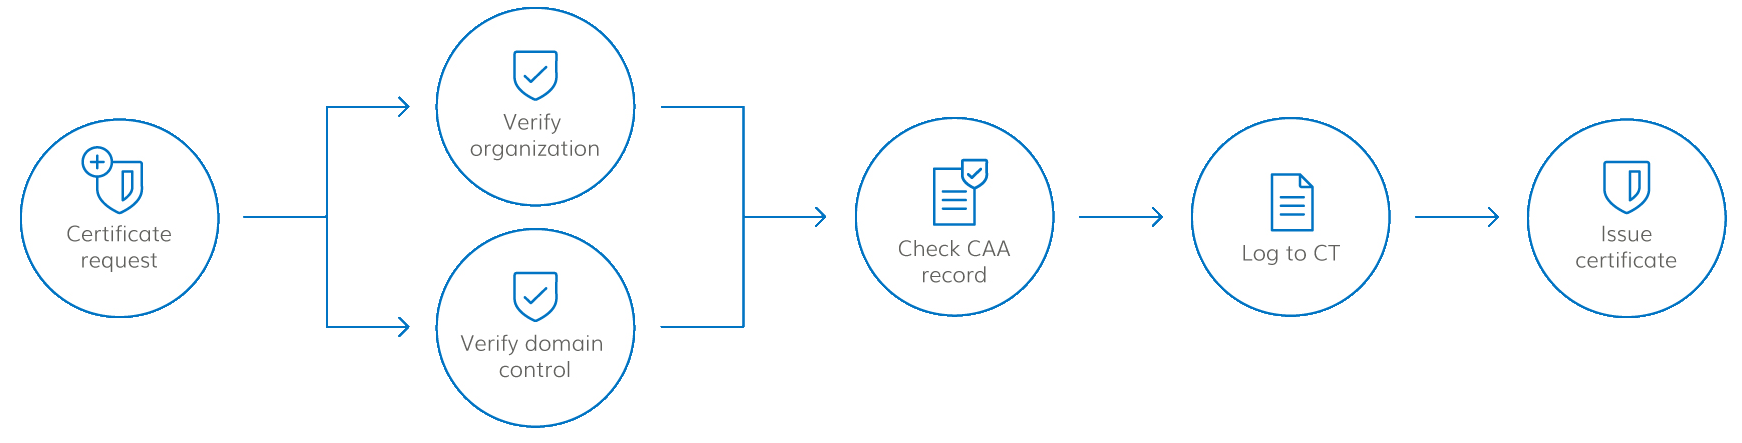 Certificate
request
Verify
organization
Verify domain
control
Check CAA
record
Log to CT
Issue
certificate